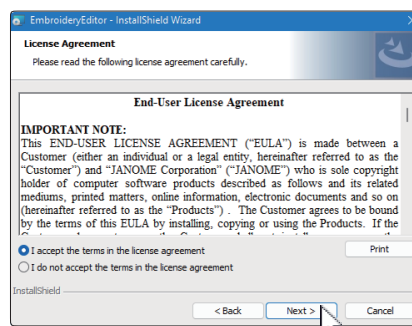 EmbroideryEditor - InstallShield Wizard
License Agreement
Please read the following license agreement carefully.
End-User License Agreement
IMPORTANT NOTE:
This END-USER LICENSE AGREEMENT (“EULA”) is made between a
Customer (either an individual or a legal entity, hereinafter referred to as the
“Customer”) and “JANOME Corporation” (“JANOME”) who is sole copyright
holder of computer software products described as follows and its related
mediums, printed matters, online information, electronic documents and so on
(hereinafter referred to as the “Products”) . The Customer agrees to be bound
by the terms of this EULA by installing, copying or using the Products. If the
I accept the terms in the license agreement
Print
I do not accept the terms in the license agreement
InstallShield
< Back
Next >
Cancel